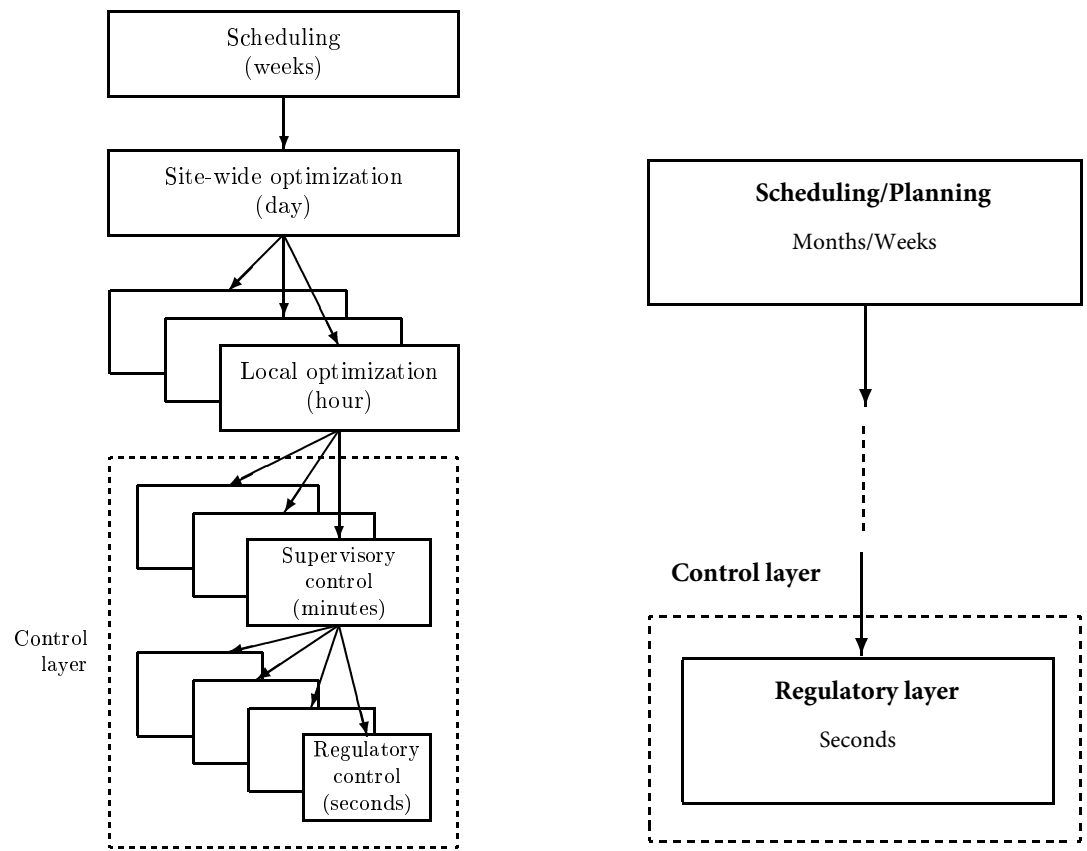 Scheduling
(weeks)
Site-wide optimization
(day)
Local optimization
(hour)
Supervisory
control
(minutes)
Control
layer
Regulatory
control
(seconds)
Scheduling/Planning
Months/Weeks
Control layer
Regulatory layer
Seconds